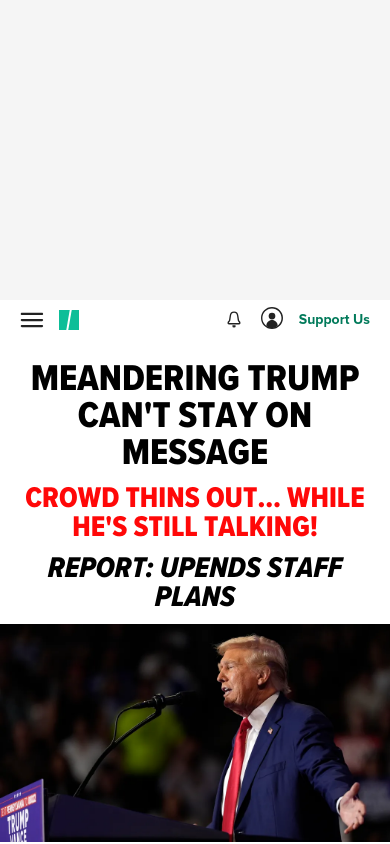 Support Us
MEANDERING TRUMP
CAN'T STAY ON
MESSAGE
CROWD THINS OUT... WHILE
HE'S STILL TALKING!
REPORT: UPENDS STAFF
PLANS
TRUMP
VANCE